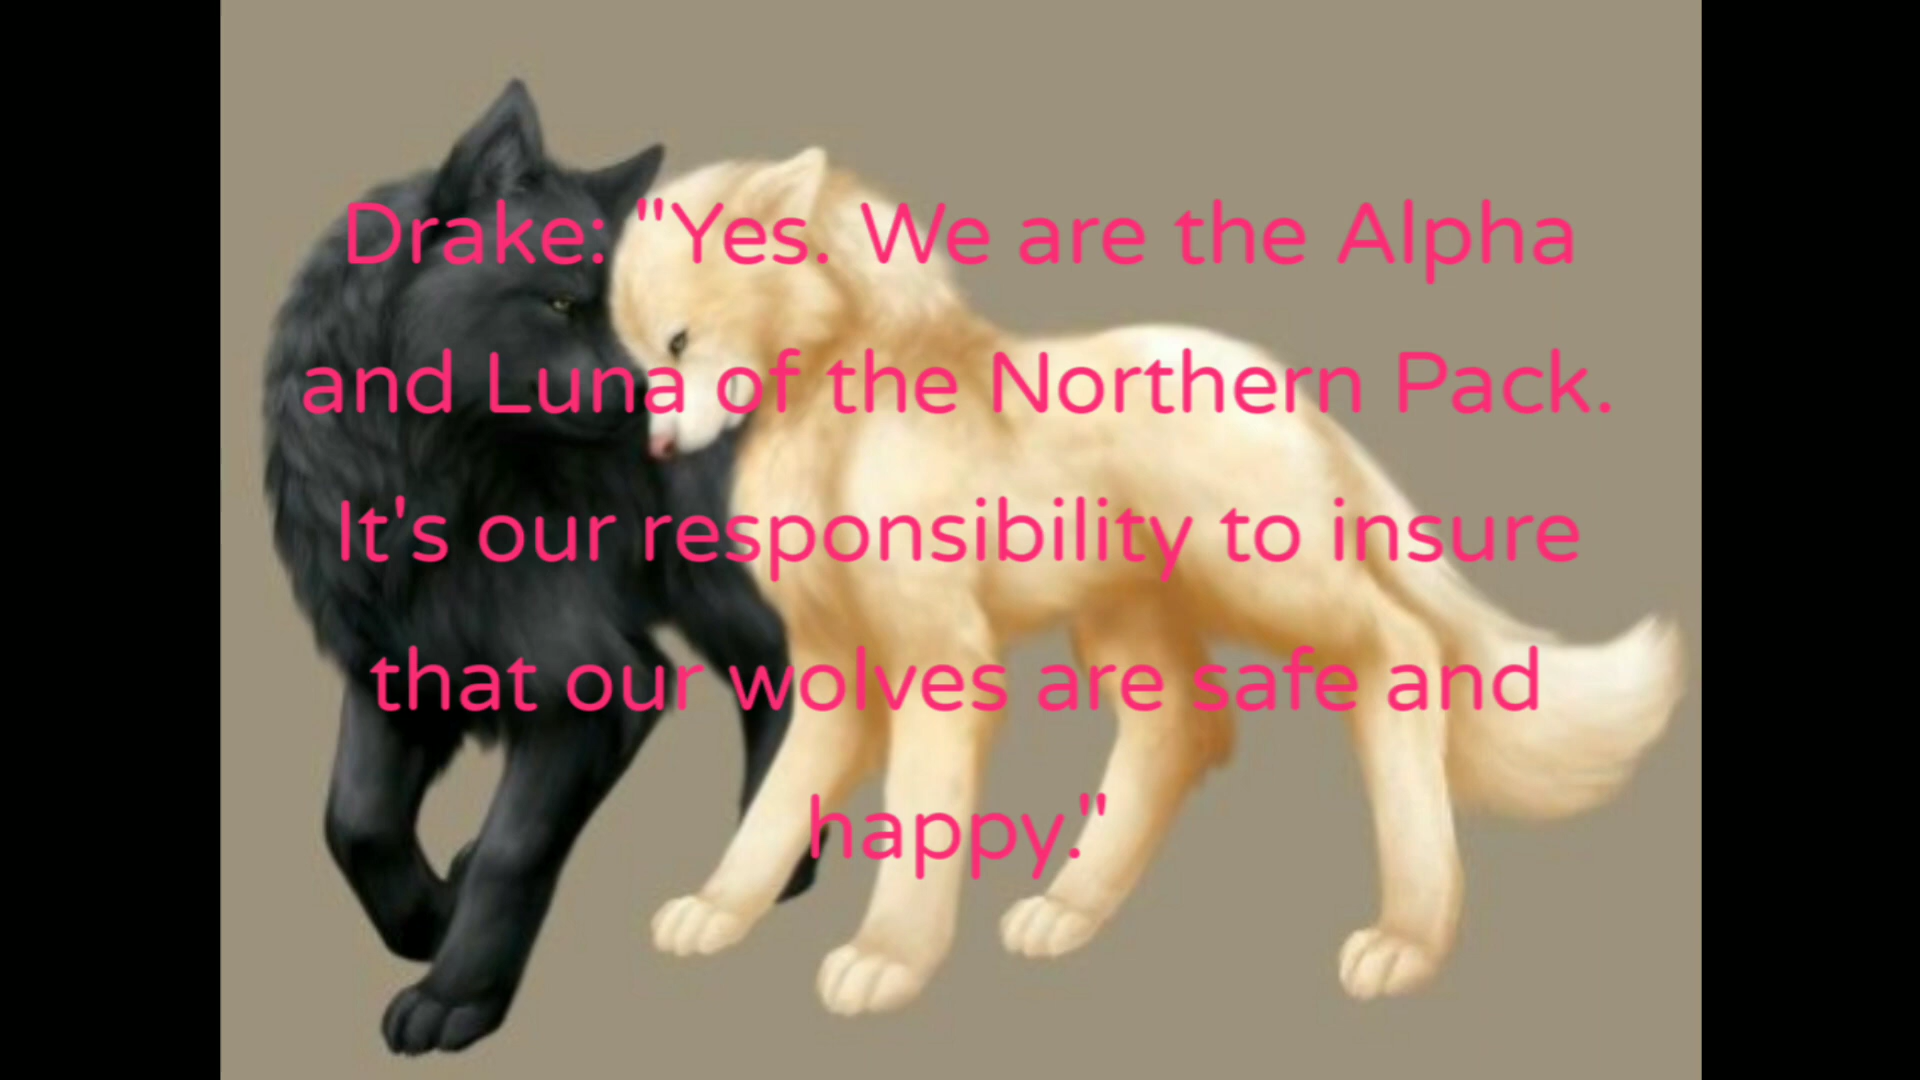 Drake: "Yes. We are the Alpha
and Luna of the Northern Pack.
It's our responsibility to insure
that our wolves are safe and
happy."